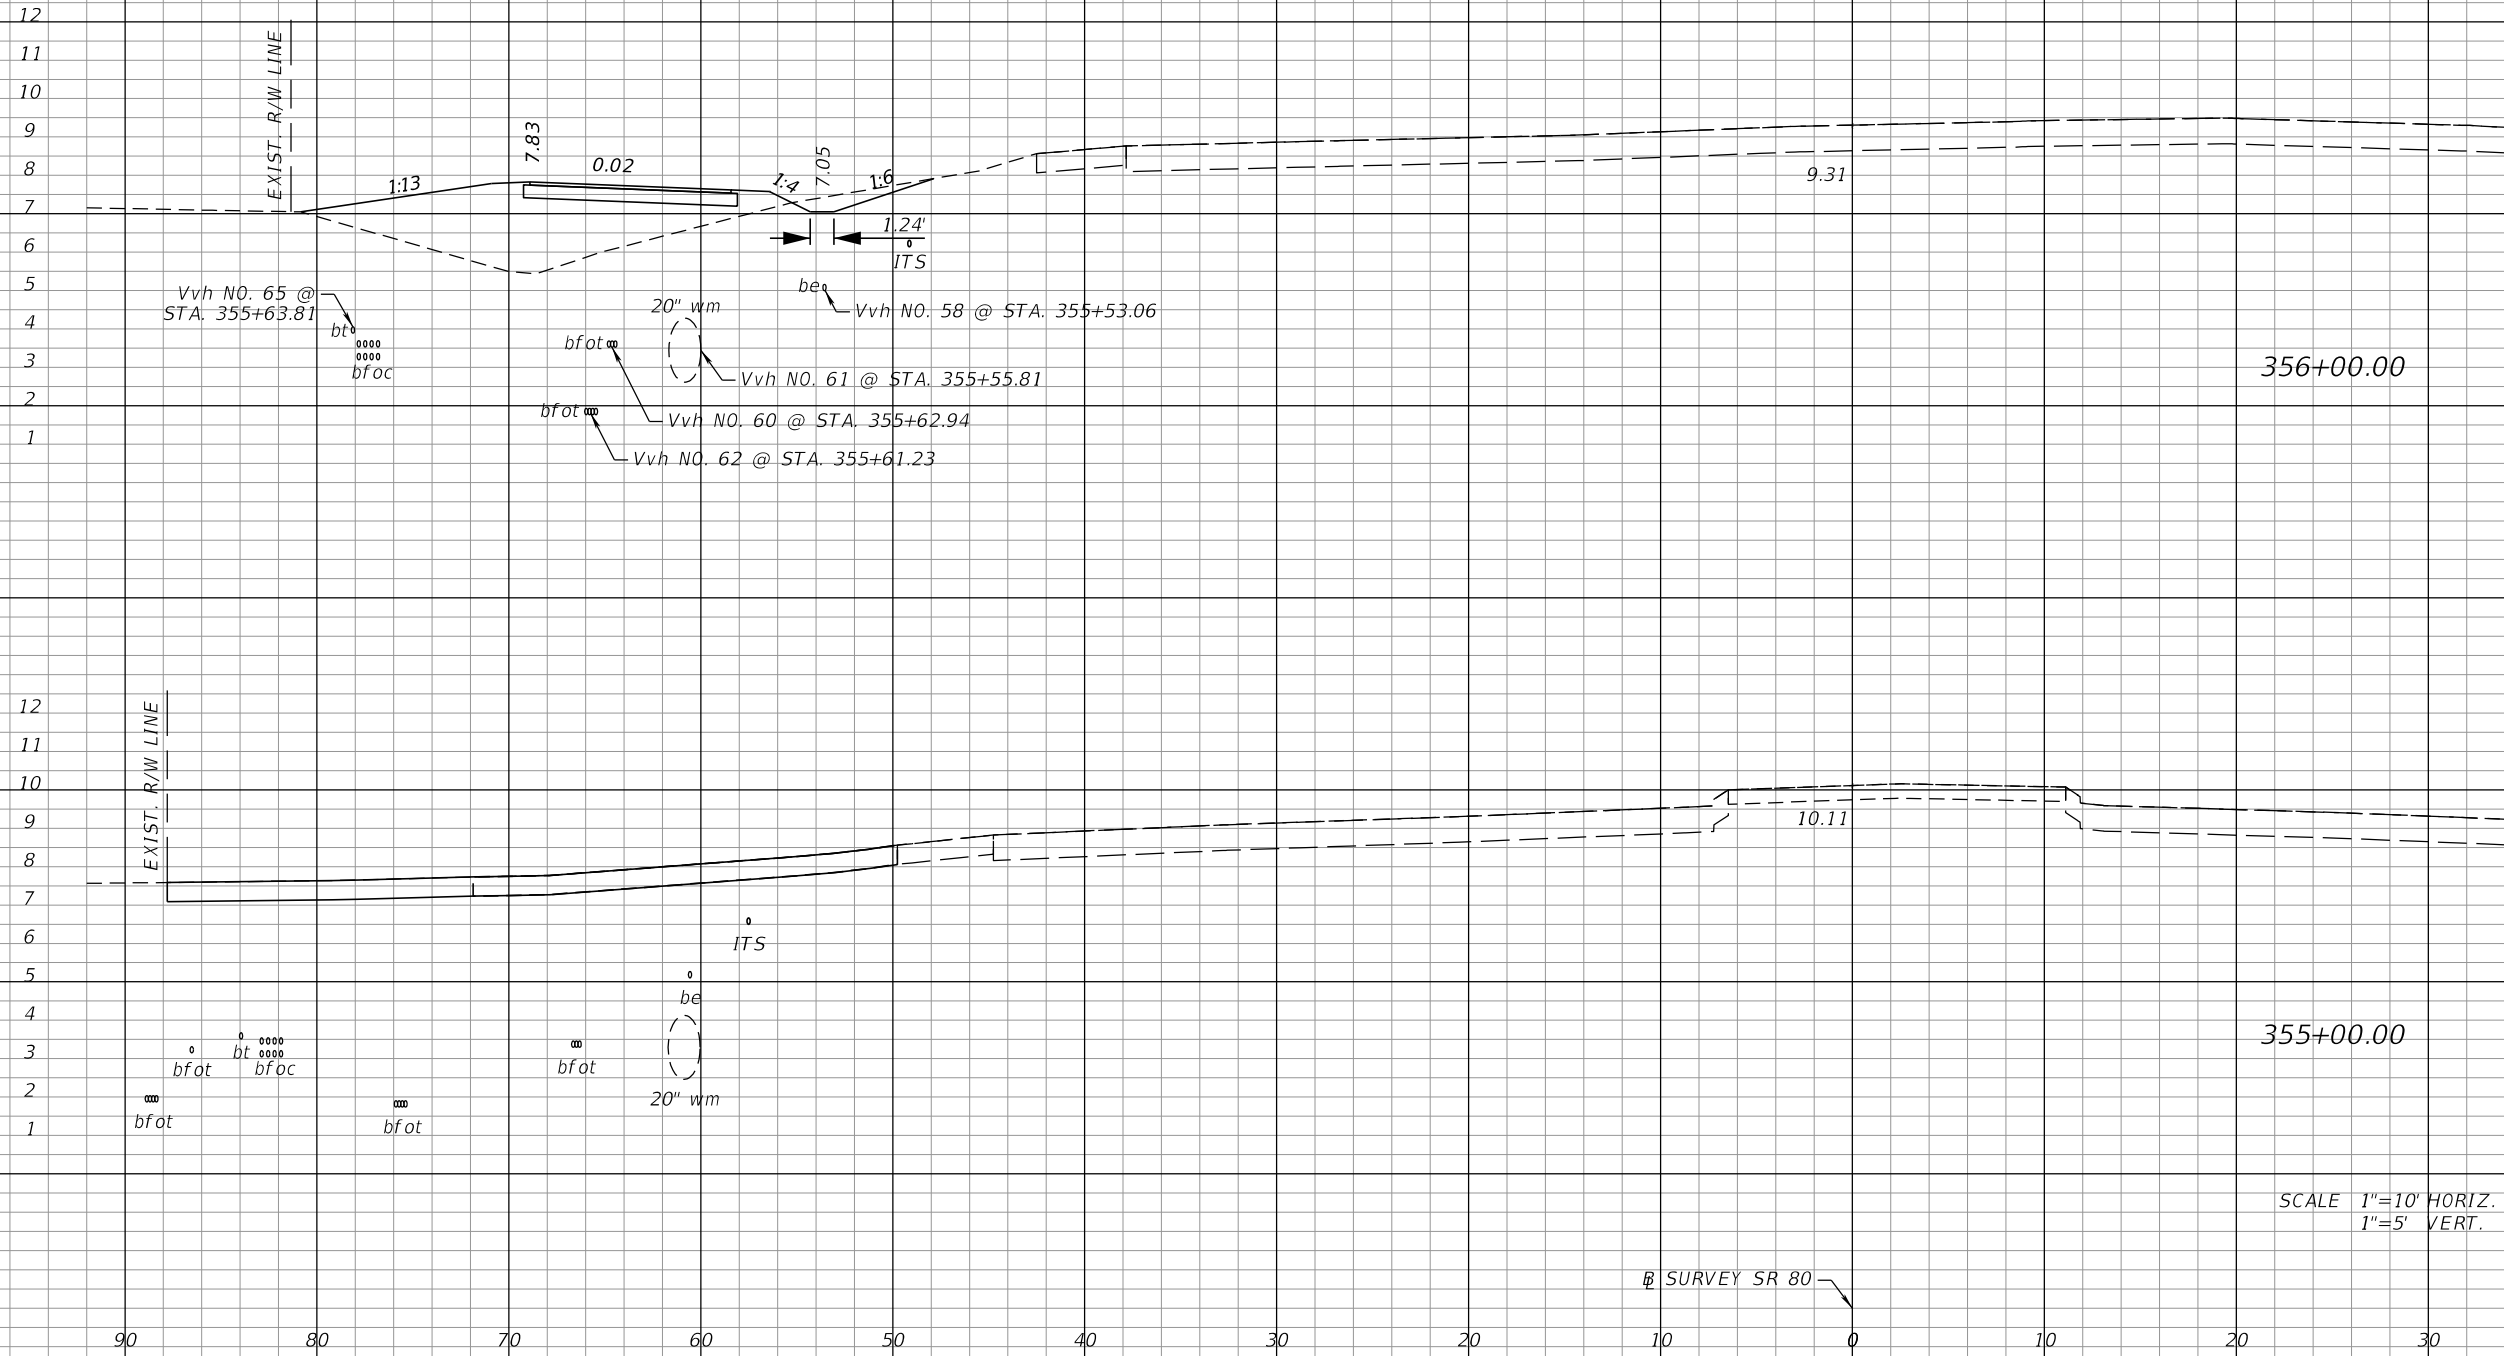 12
11
10
9
8
7
6
5
4
3
2
1
EXIST. R/W LINE
1:13
7.83
0.02
1:4
7.05
1:6
1.24'
ITS
9.31
Vvh NO. 65 @
STA. 355+63.81
bt
bfoc
bfot
20" wm
be
Vvh NO. 58 @ STA. 355+53.06
Vvh NO. 61 @ STA. 355+55.81
bfot
Vvh NO. 60 @ STA. 355+62.94
Vvh NO. 62 @ STA. 355+61.23
356+00.00
12
11
10
9
8
7
6
5
4
3
2
1
EXIST. R/W LINE
10.11
ITS
be
20" wm
bfot
bt
bfoc
bfot
bfot
bfot
355+00.00
SCALE 1"=10' HORIZ.
1"=5' VERT.
BL SURVEY SR 80
90 80 70 60 50 40 30 20 10 0 10 20 30